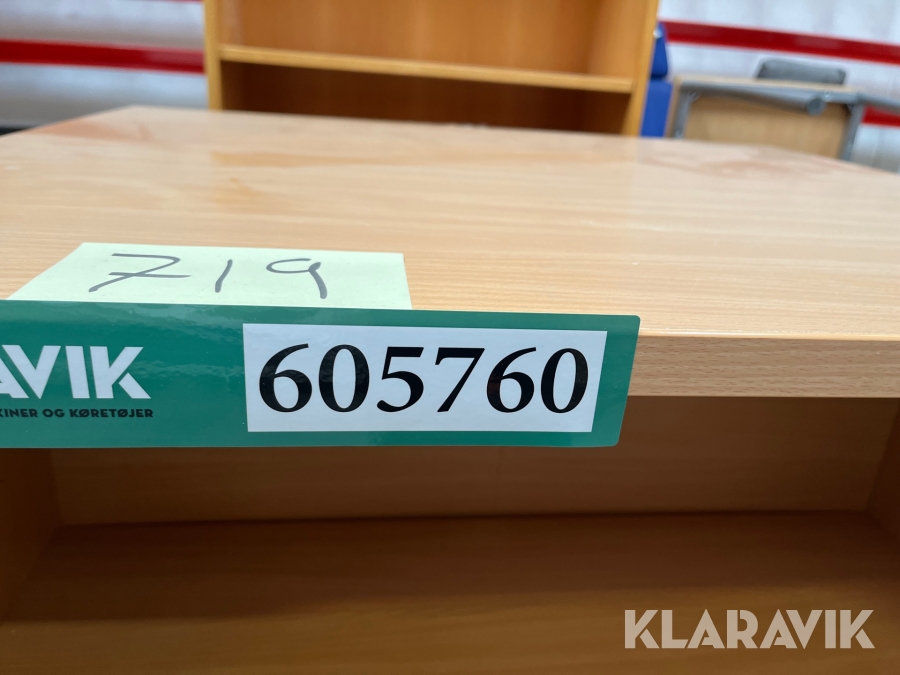 719
AVIK
KINER OG KØRETØJER
605760
KLARAVIK